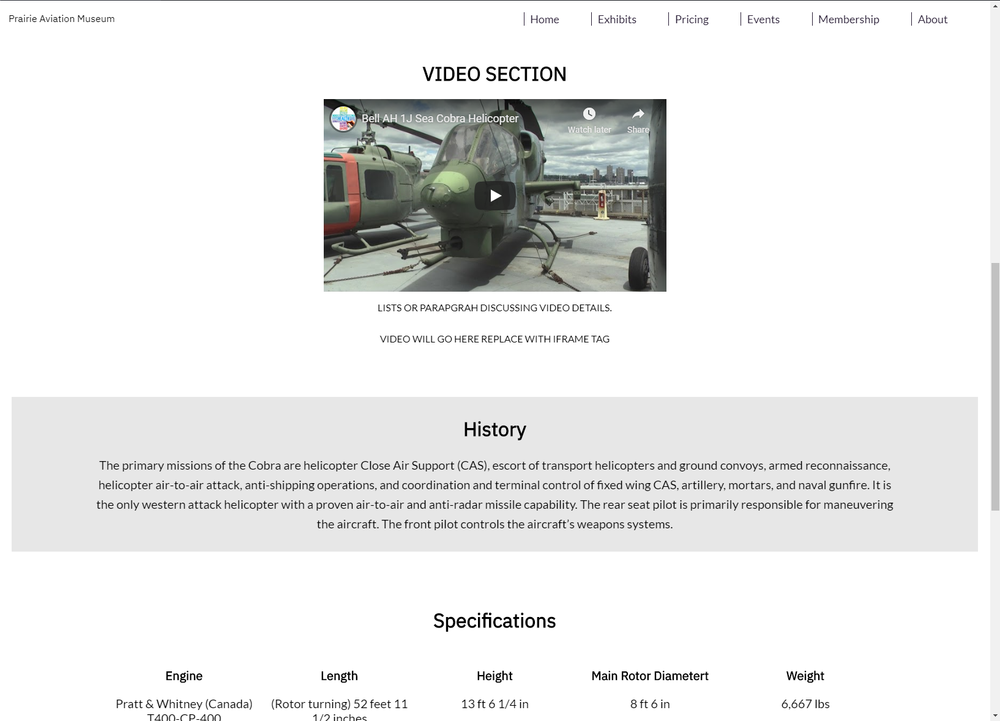 Prairie Aviation Museum
Home
Exhibits
Pricing
Events
Membership
About
VIDEO SECTION
HEALTH
Bell AH 1J Sea Cobra Helicopter
Watch later
Share
LISTS OR PARAPGRAH DISCUSSING VIDEO DETAILS.
VIDEO WILL GO HERE REPLACE WITH IFRAME TAG
History
The primary missions of the Cobra are helicopter Close Air Support (CAS), escort of transport helicopters and ground convoys, armed reconnaissance,
helicopter air-to-air attack, anti-shipping operations, and coordination and terminal control of fixed wing CAS, artillery, mortars, and naval gunfire. It is
the only western attack helicopter with a proven air-to-air and anti-radar missile capability. The rear seat pilot is primarily responsible for maneuvering
the aircraft. The front pilot controls the aircraft’s weapons systems.
Specifications
Engine
Length
Height
Main Rotor Diametert
Weight
Pratt & Whitney (Canada)
T400-CP-400
(Rotor turning) 52 feet 11
1/2 inches
13 ft 6 1/4 in
8 ft 6 in
6,667 lbs